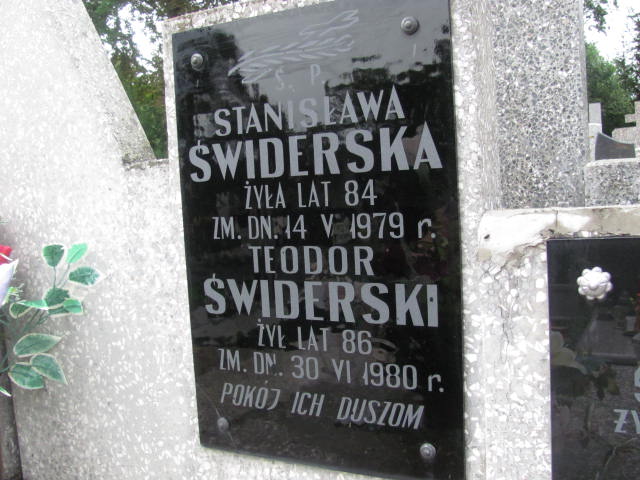 Ś. P.
STANISŁAWA
ŚWIDERSKA
ŻYŁA LAT 84
ZM. DN. 14 V 1979 r.
TEODOR
ŚWIDERSKI
ŻYŁ LAT 86
ZM. DN. 30 VI 1980 r.
POKÓJ ICH DUSZOM